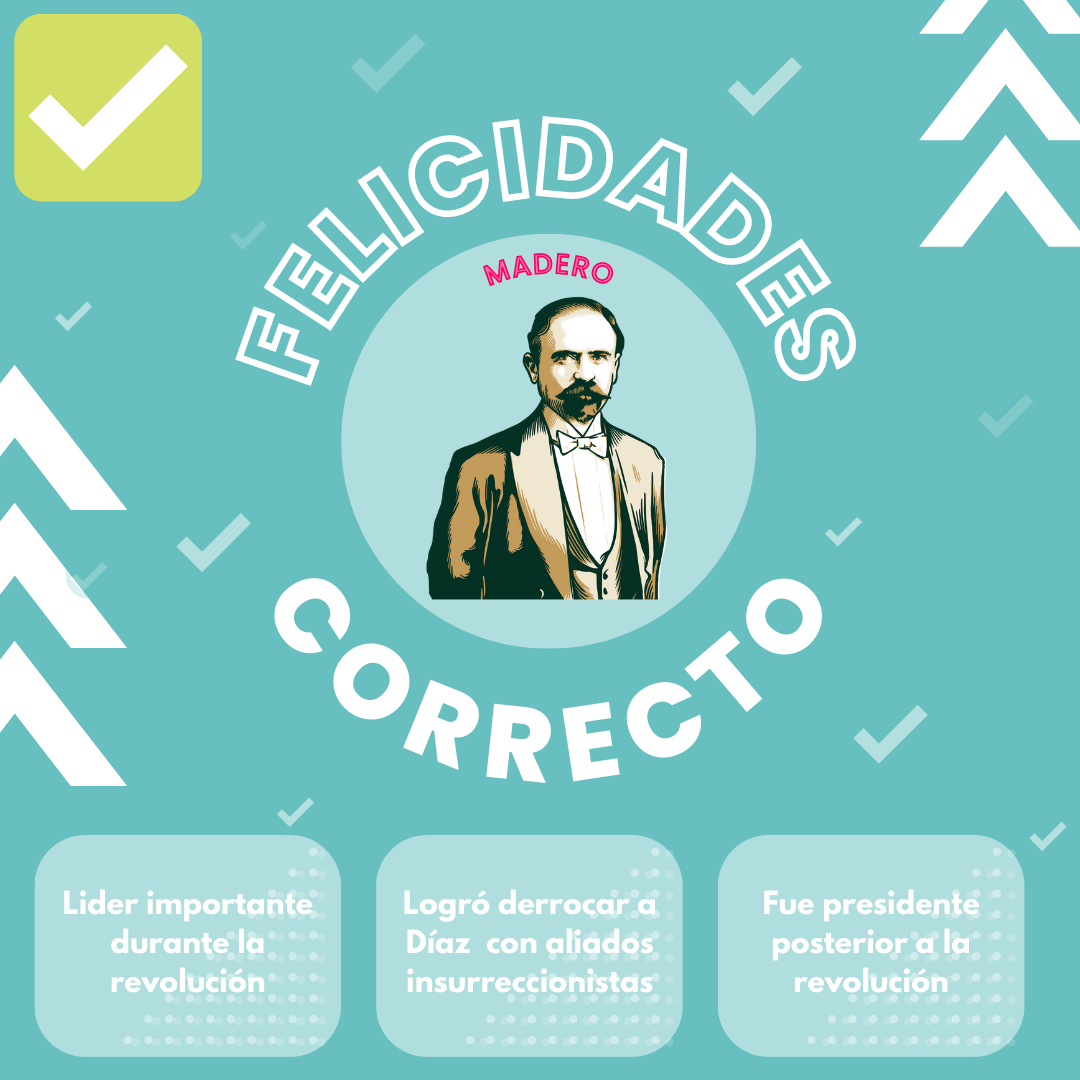 FELICIDADES
MADERO
CORRECTO
Lider importante
durante la
revolución
Logró derrocar a
Díaz con aliados
insurreccionistas
Fue presidente
posterior a la
revolución